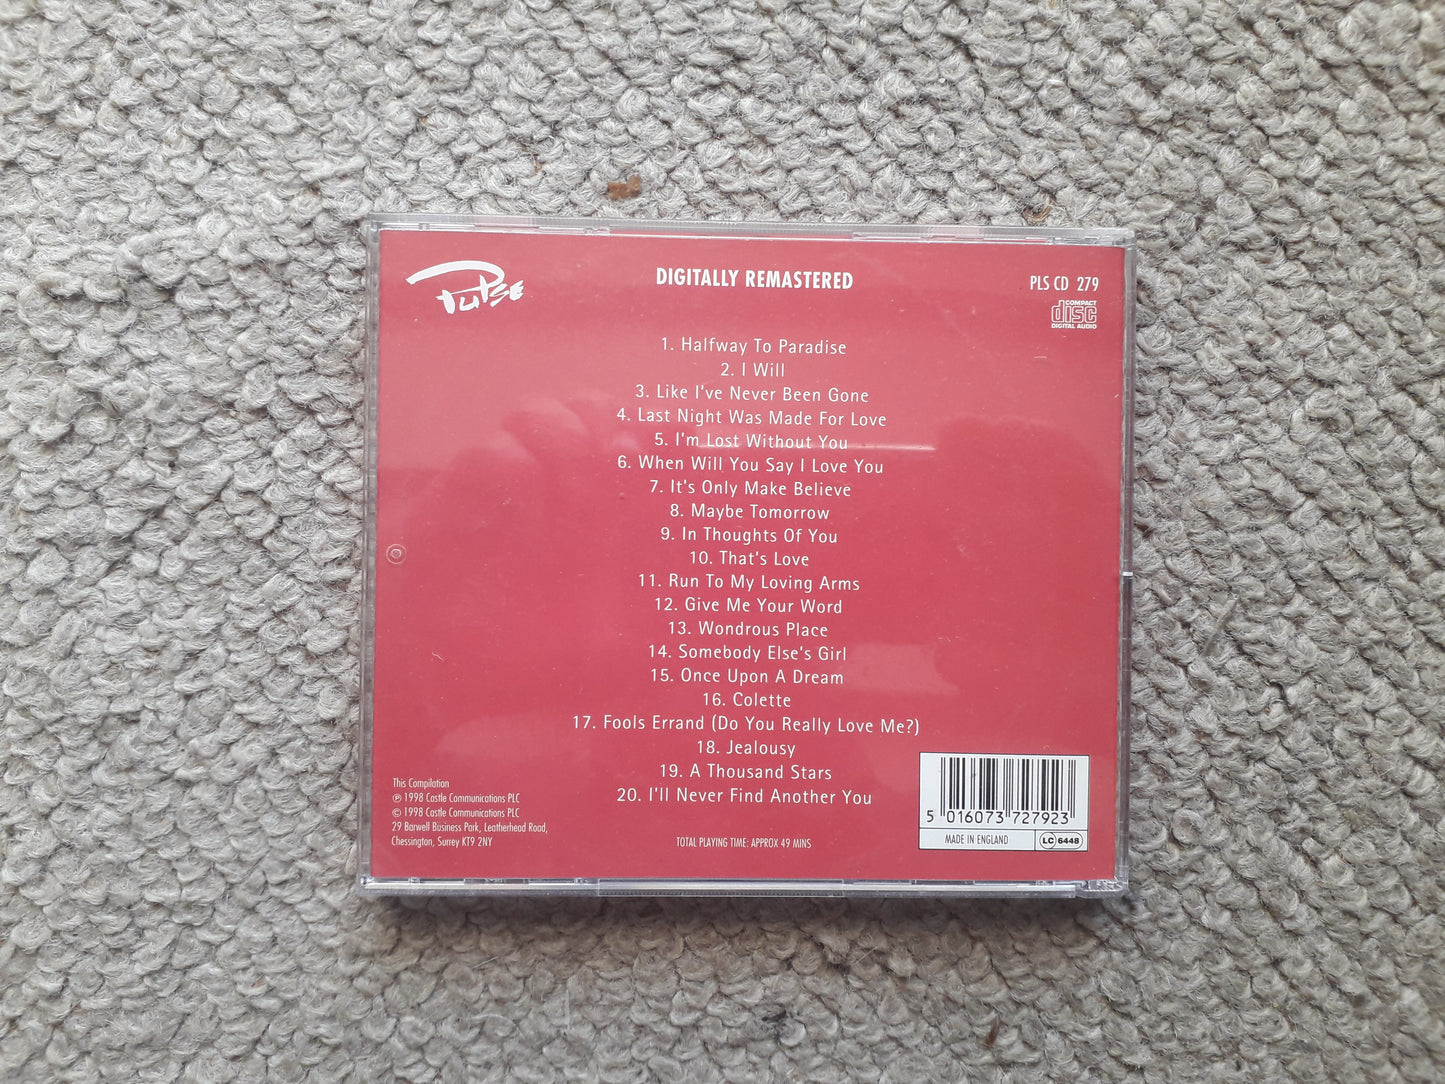 Pulse
DIGITALLY REMASTERED
PLS CD 279
COMPACT
disc
DIGITAL AUDIO
1. Halfway To Paradise
2. I Will
3. Like I've Never Been Gone
4. Last Night Was Made For Love
5. I'm Lost Without You
6. When Will You Say I Love You
7. It's Only Make Believe
8. Maybe Tomorrow
9. In Thoughts Of You
10. That's Love
11. Run To My Loving Arms
12. Give Me Your Word
13. Wondrous Place
14. Somebody Else's Girl
15. Once Upon A Dream
16. Colette
17. Fools Errand (Do You Really Love Me?)
18. Jealousy
19. A Thousand Stars
20. I'll Never Find Another You
This Compilation
℗ 1998 Castle Communications PLC
© 1998 Castle Communications PLC
29 Barwell Business Park, Leatherhead Road,
Chessington, Surrey KT9 2NY
TOTAL PLAYING TIME: APPROX 49 MINS
5 016073 727923
MADE IN ENGLAND
LC 6448